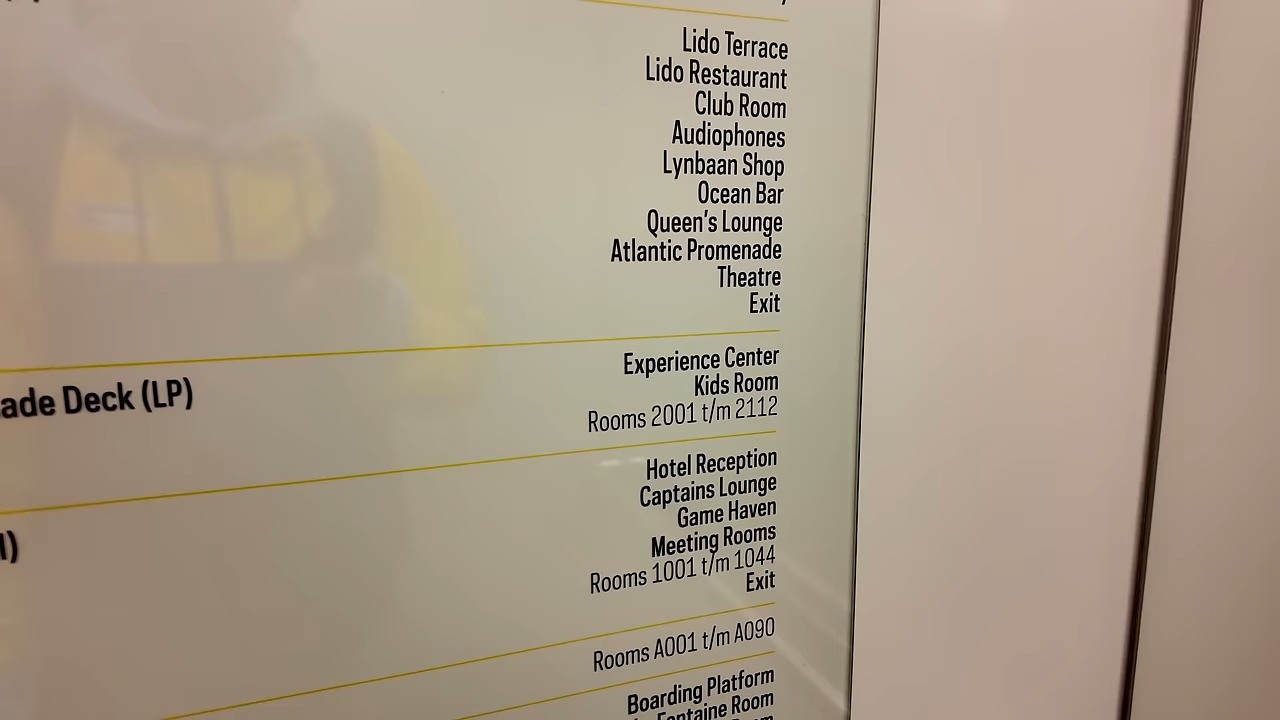 Lido Terrace
Lido Restaurant
Club Room
Audiophones
Lynbaan Shop
Ocean Bar
Queen's Lounge
Atlantic Promenade
Theatre
Exit
Deck (LP)
Experience Center
Kids Room
Rooms 2001 t/m 2112
Hotel Reception
Captains Lounge
Game Haven
Meeting Rooms
Rooms 1001 t/m 1044
Exit
Rooms A001 t/m A090
Boarding Platform
Fontaine Room